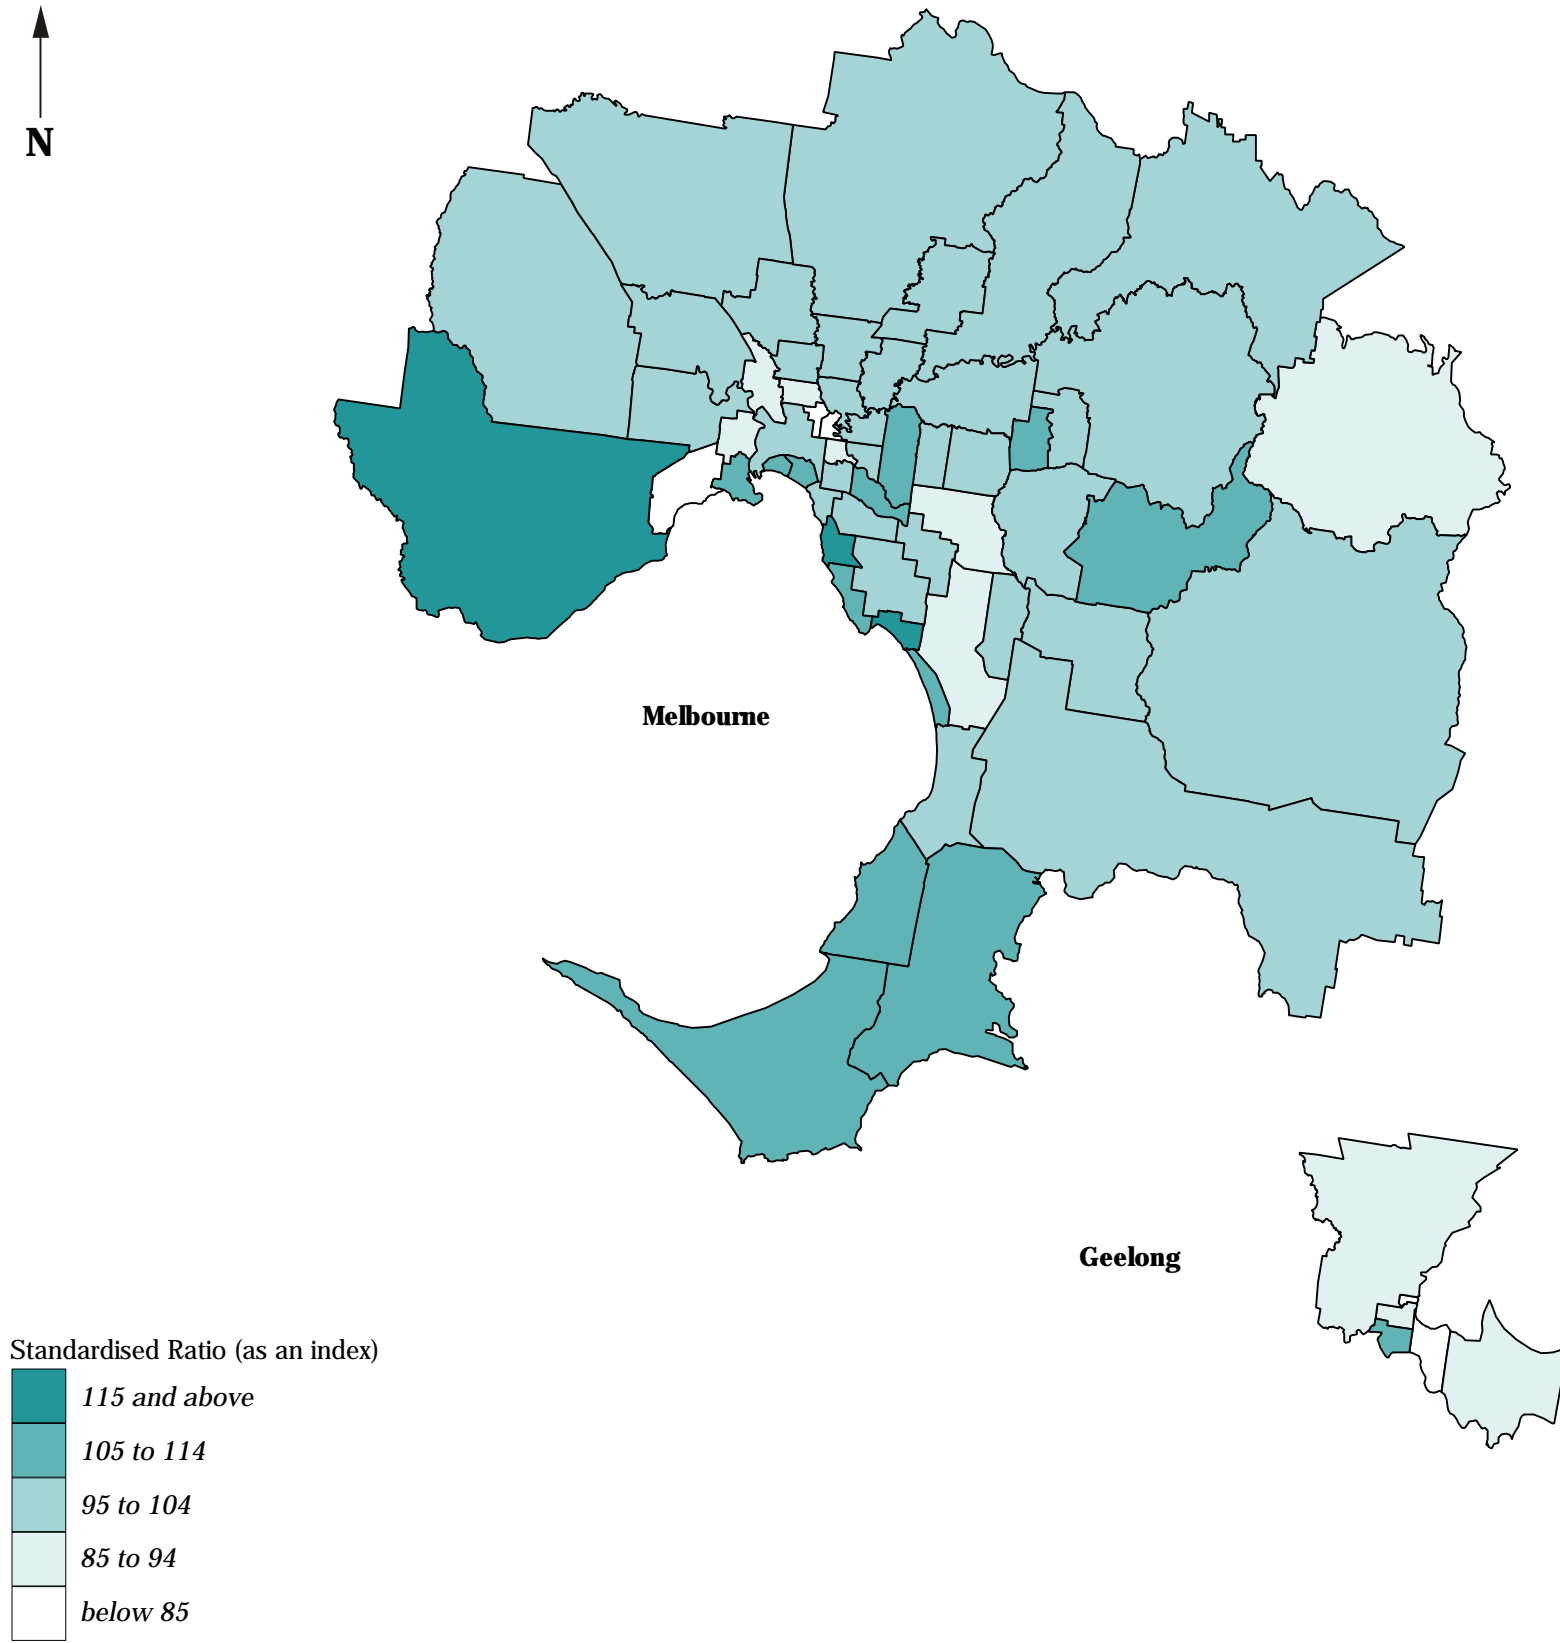 N
Melbourne
Geelong
Standardised Ratio (as an index)
115 and above
105 to 114
95 to 104
85 to 94
below 85